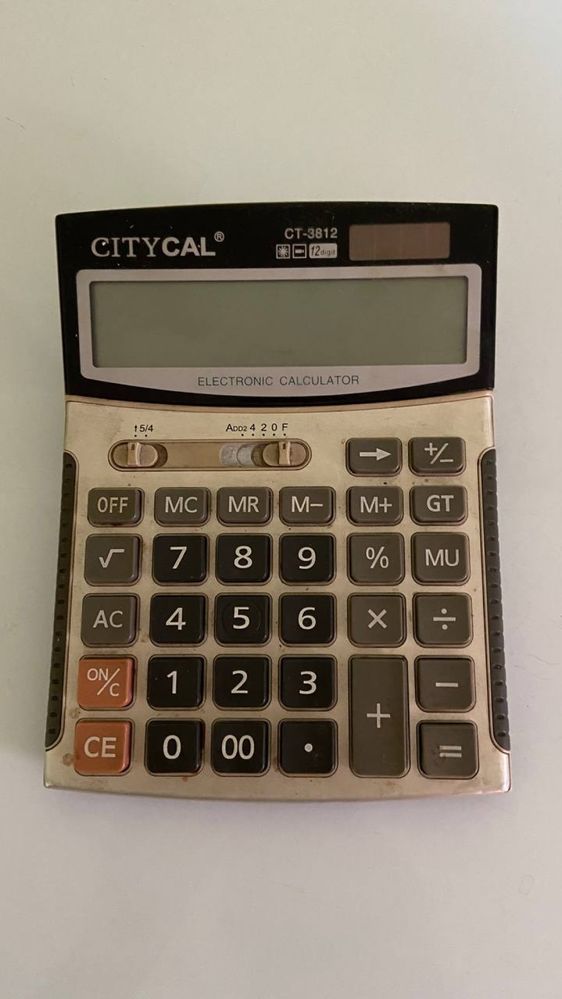 CITYCAL®
CT-3812
12digit
ELECTRONIC CALCULATOR
↑5/4 ADD2 4 2 0 F
→ +/−
OFF MC MR M− M+ GT
√ 7 8 9 % MU
AC 4 5 6 × ÷
ON/C 1 2 3 + −
CE 0 00 . =